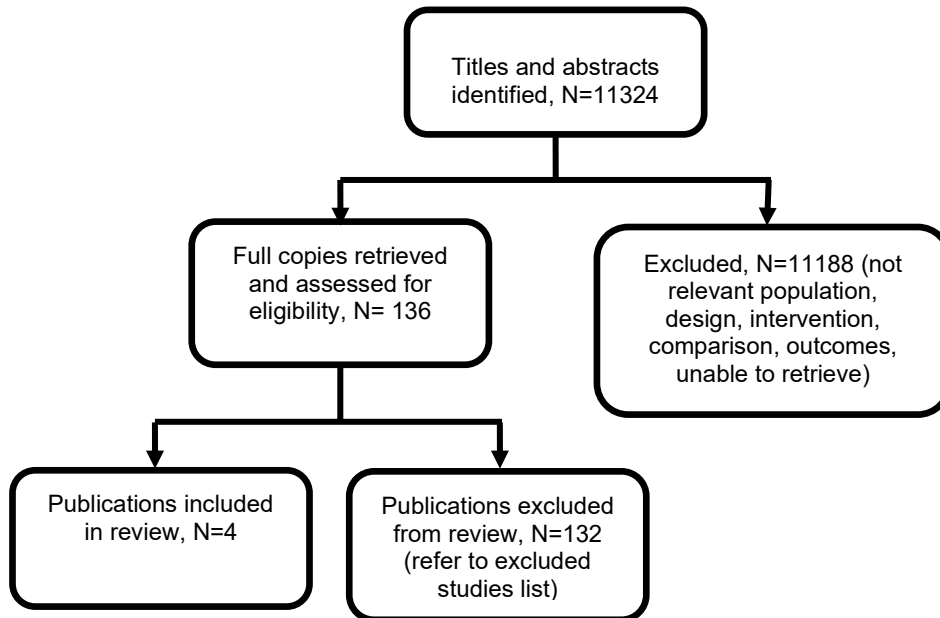 Titles and abstracts
identified, N=11324
Full copies retrieved
and assessed for
eligibility, N= 136
Excluded, N=11188 (not
relevant population,
design, intervention,
comparison, outcomes,
unable to retrieve)
Publications included
in review, N=4
Publications excluded
from review, N=132
(refer to excluded
studies list)